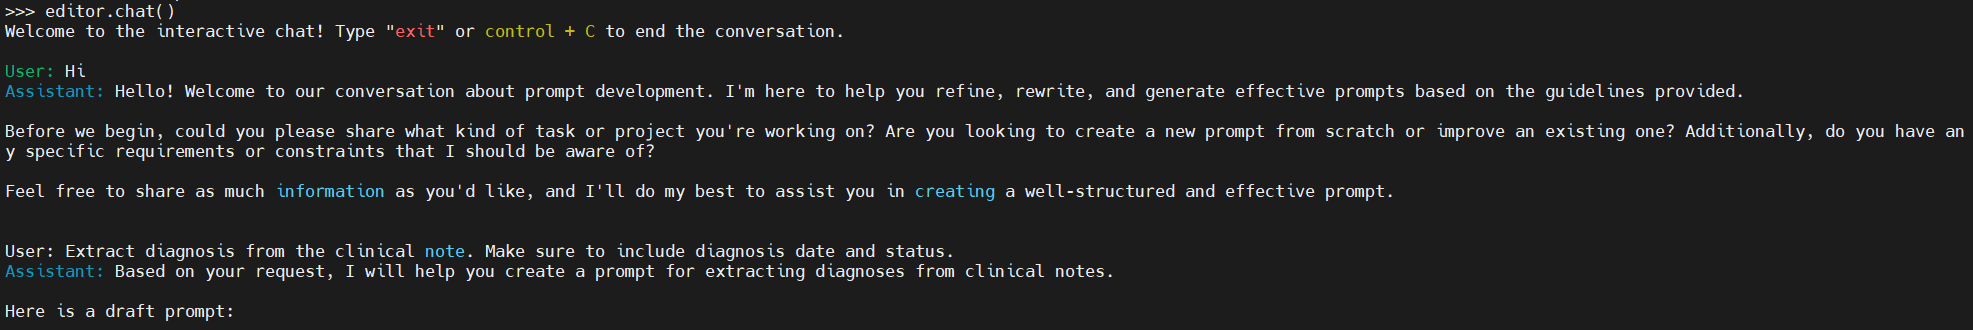 >>> editor.chat()
Welcome to the interactive chat! Type "exit" or control + C to end the conversation.
User: Hi
Assistant: Hello! Welcome to our conversation about prompt development. I'm here to help you refine, rewrite, and generate effective prompts based on the guidelines provided.
Before we begin, could you please share what kind of task or project you're working on? Are you looking to create a new prompt from scratch or improve an existing one? Additionally, do you have an
y specific requirements or constraints that I should be aware of?
Feel free to share as much information as you'd like, and I'll do my best to assist you in creating a well-structured and effective prompt.
User: Extract diagnosis from the clinical note. Make sure to include diagnosis date and status.
Assistant: Based on your request, I will help you create a prompt for extracting diagnoses from clinical notes.
Here is a draft prompt: